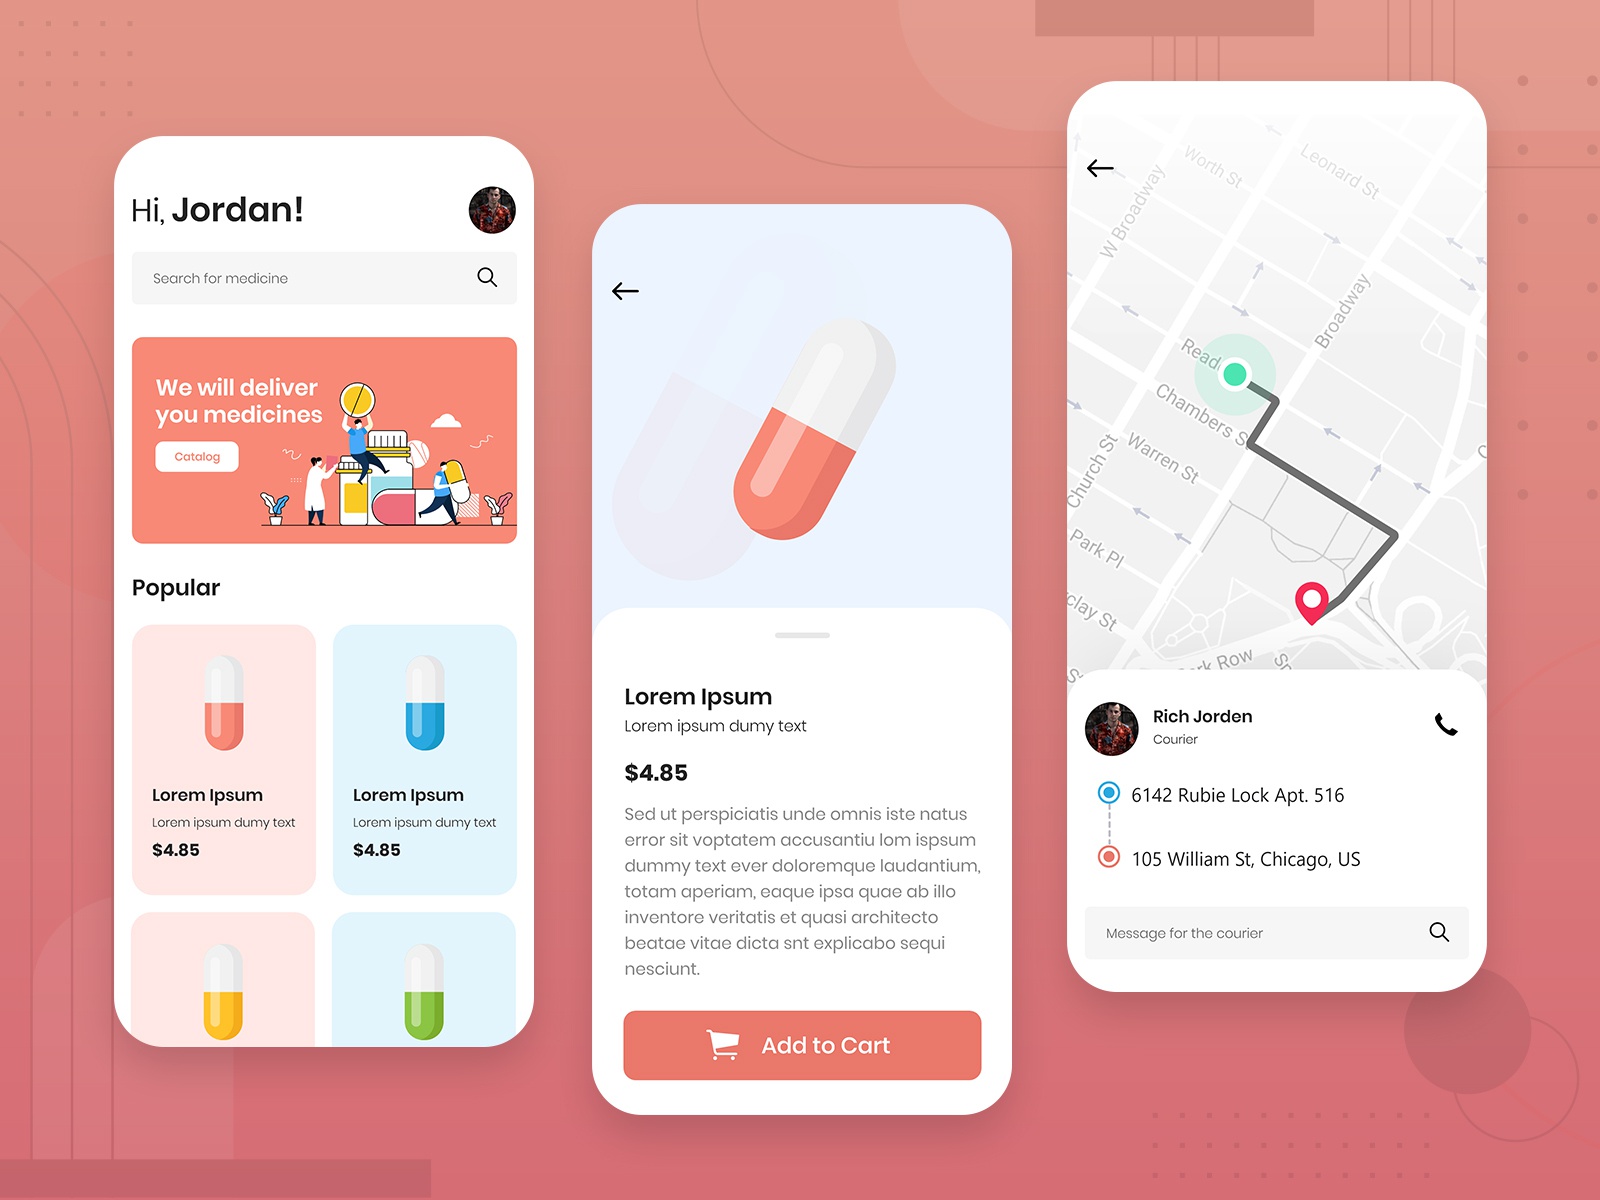 Hi, Jordan!
Search for medicine
We will deliver
you medicines
Catalog
Popular
Lorem Ipsum
Lorem ipsum dumy text
$4.85
Lorem Ipsum
Lorem ipsum dumy text
$4.85
Lorem Ipsum
Lorem ipsum dumy text
$4.85
Sed ut perspiciatis unde omnis iste natus
error sit voptatem accusantiu lom ispsum
dummy text ever doloremque laudantium,
totam aperiam, eaque ipsa quae ab illo
inventore veritatis et quasi architecto
beatae vitae dicta snt explicabo sequi
nesciunt.
Add to Cart
Worth St
Leonard St
W Broadway
Broadway
Read
Chambers S
Warren St
Church St
Park Pl
clay St
rk Row
Sp
St
Rich Jorden
Courier
6142 Rubie Lock Apt. 516
105 William St, Chicago, US
Message for the courier